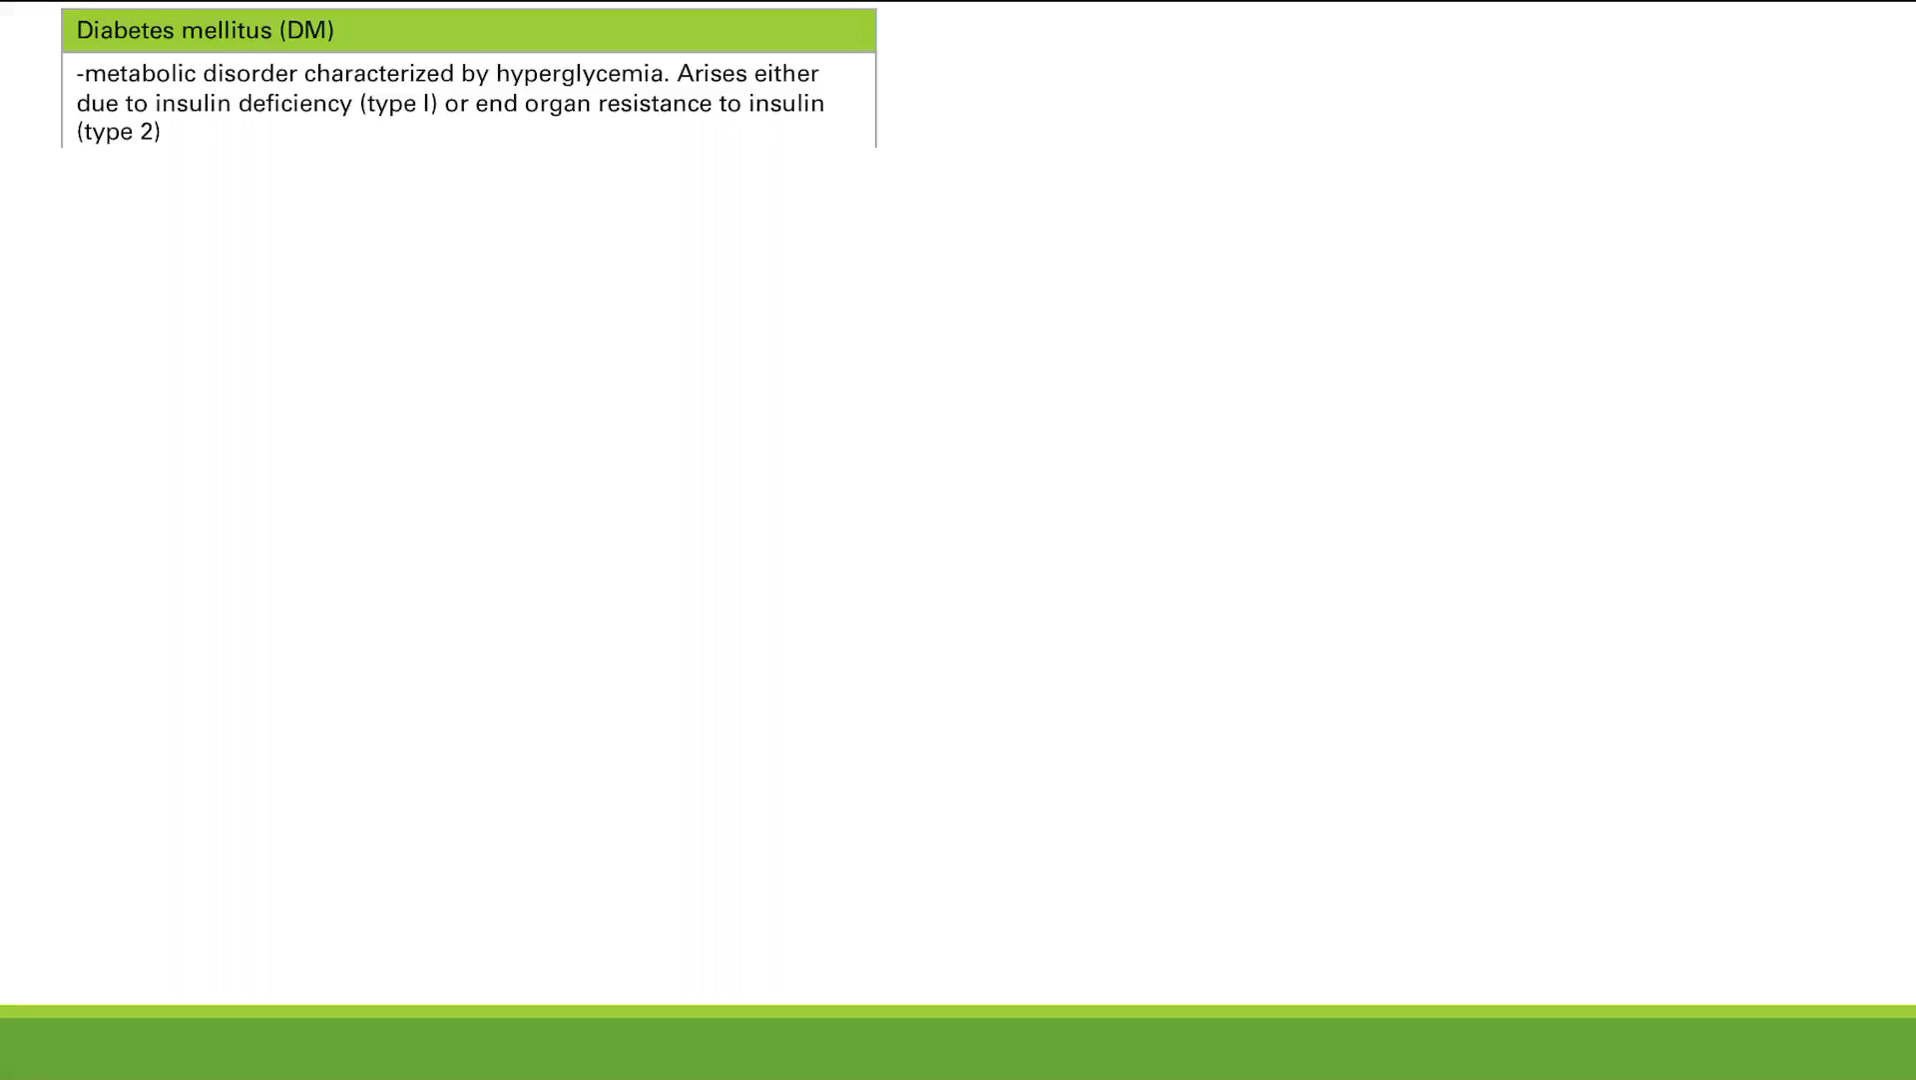 Diabetes mellitus (DM)
-metabolic disorder characterized by hyperglycemia. Arises either
due to insulin deficiency (type I) or end organ resistance to insulin
(type 2)